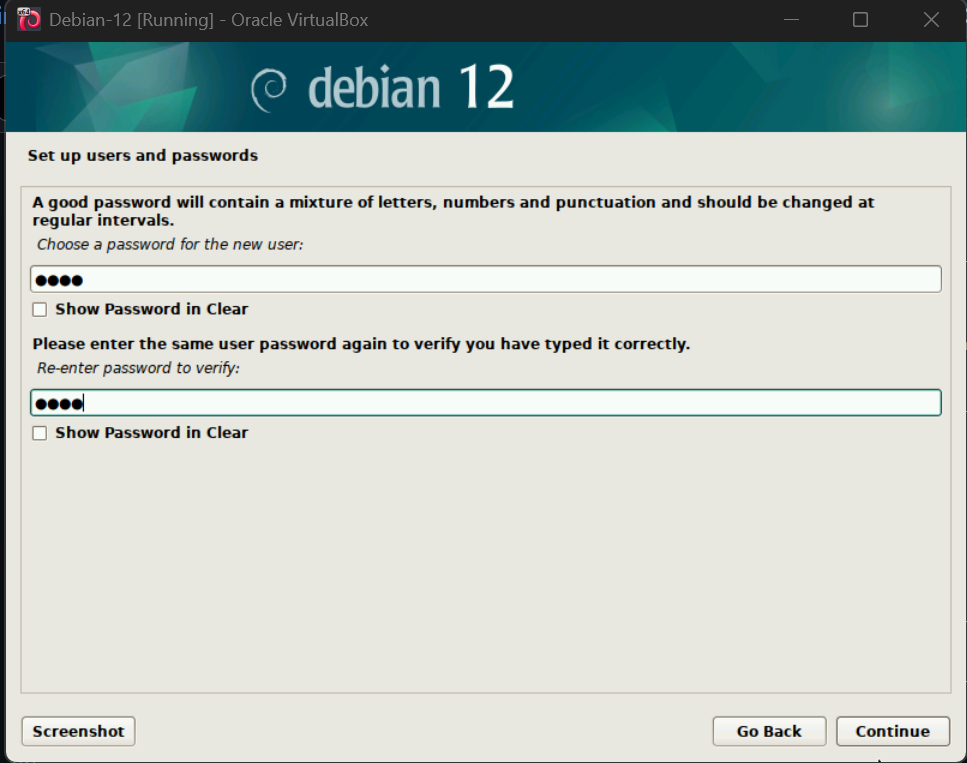 x64
Debian-12 [Running] - Oracle VirtualBox
debian 12
Set up users and passwords
A good password will contain a mixture of letters, numbers and punctuation and should be changed at
regular intervals.
Choose a password for the new user:
●●●●
Show Password in Clear
Please enter the same user password again to verify you have typed it correctly.
Re-enter password to verify:
●●●●
Show Password in Clear
Screenshot
Go Back
Continue